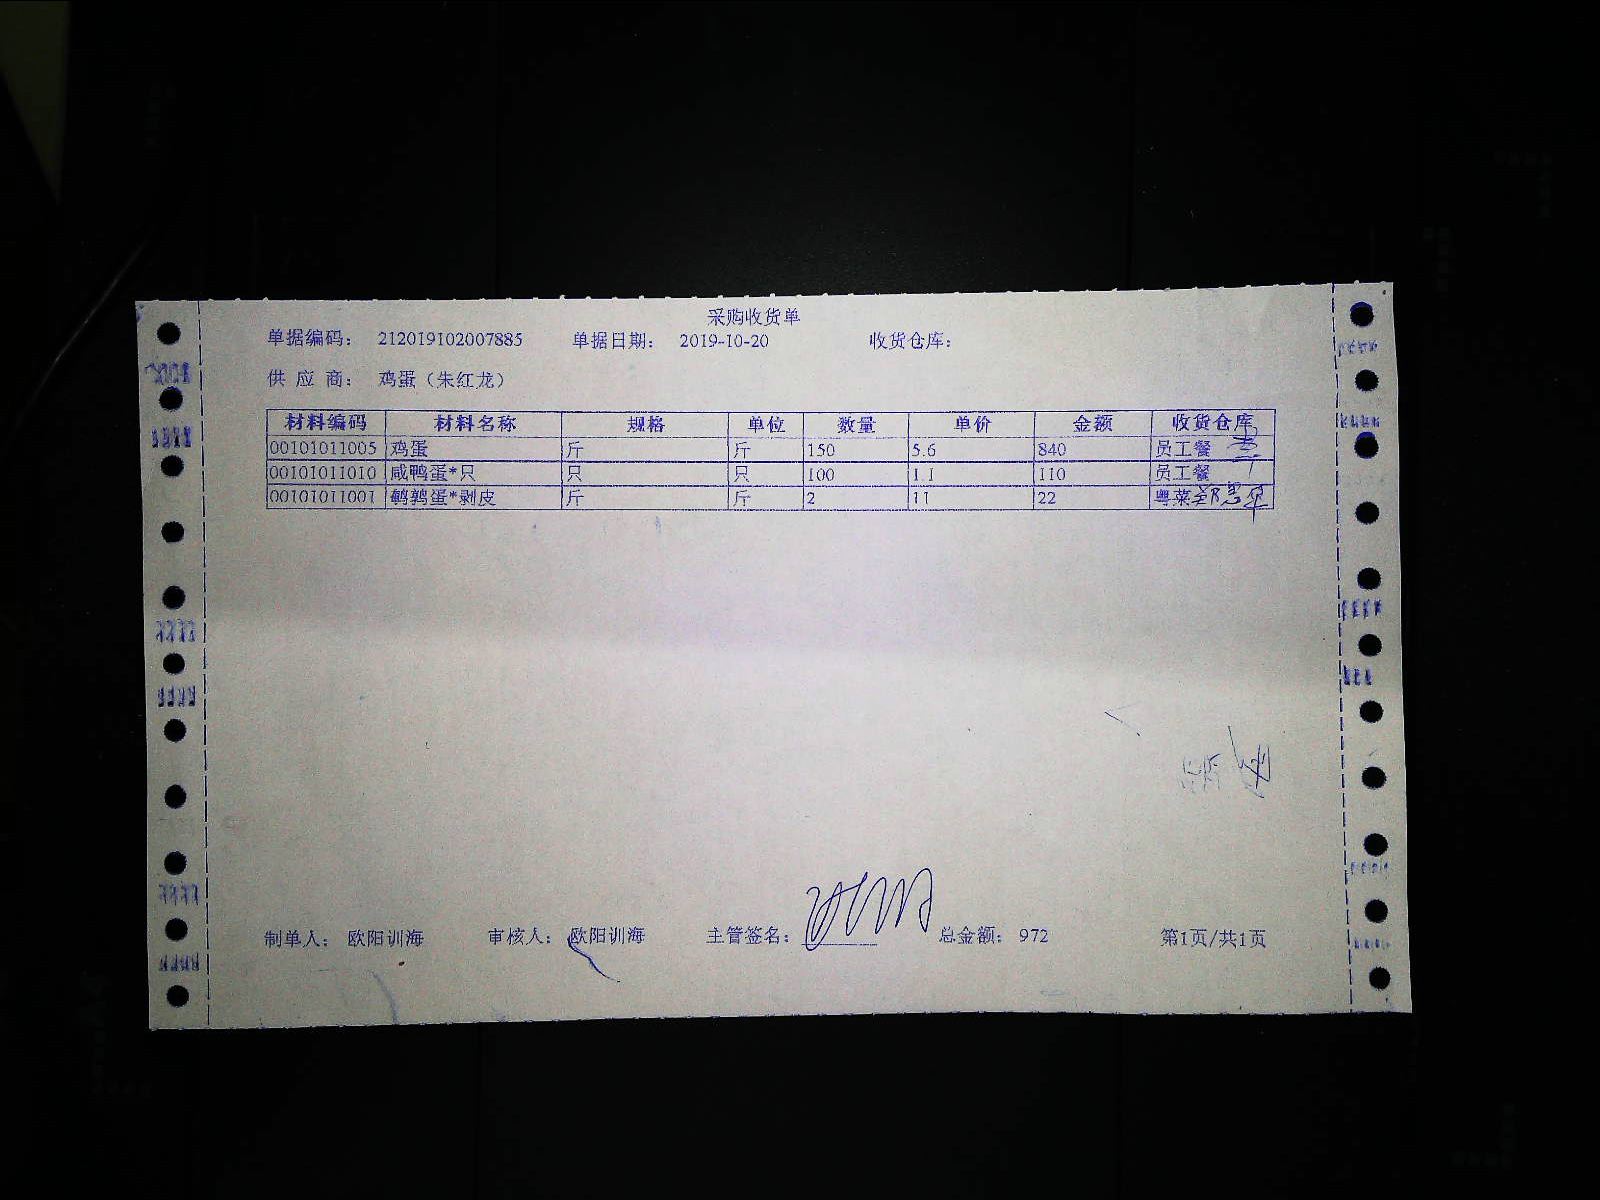 采购收货单
单据编码： 212019102007885 单据日期： 2019-10-20 收货仓库：
供 应 商： 鸡蛋（朱红龙）
材料编码 材料名称 规格 单位 数量 单价 金额 收货仓库
00101011005 鸡蛋 斤 斤 150 5.6 840 员工餐
00101011010 咸鸭蛋*只 只 只 100 1.1 110 员工餐
00101011001 鹌鹑蛋*剥皮 斤 斤 2 11 22 粤菜
制单人： 欧阳训海 审核人： 欧阳训海 主管签名： 总金额： 972 第1页/共1页